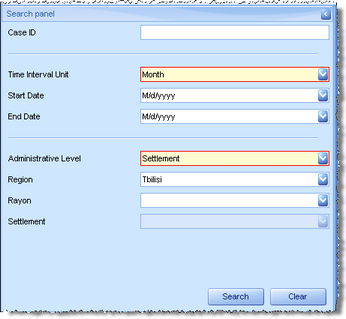 Search panel
Case ID
Time Interval Unit Month
Start Date M/d/yyyy
End Date M/d/yyyy
Administrative Level Settlement
Region Tbilisi
Rayon
Settlement
Search Clear